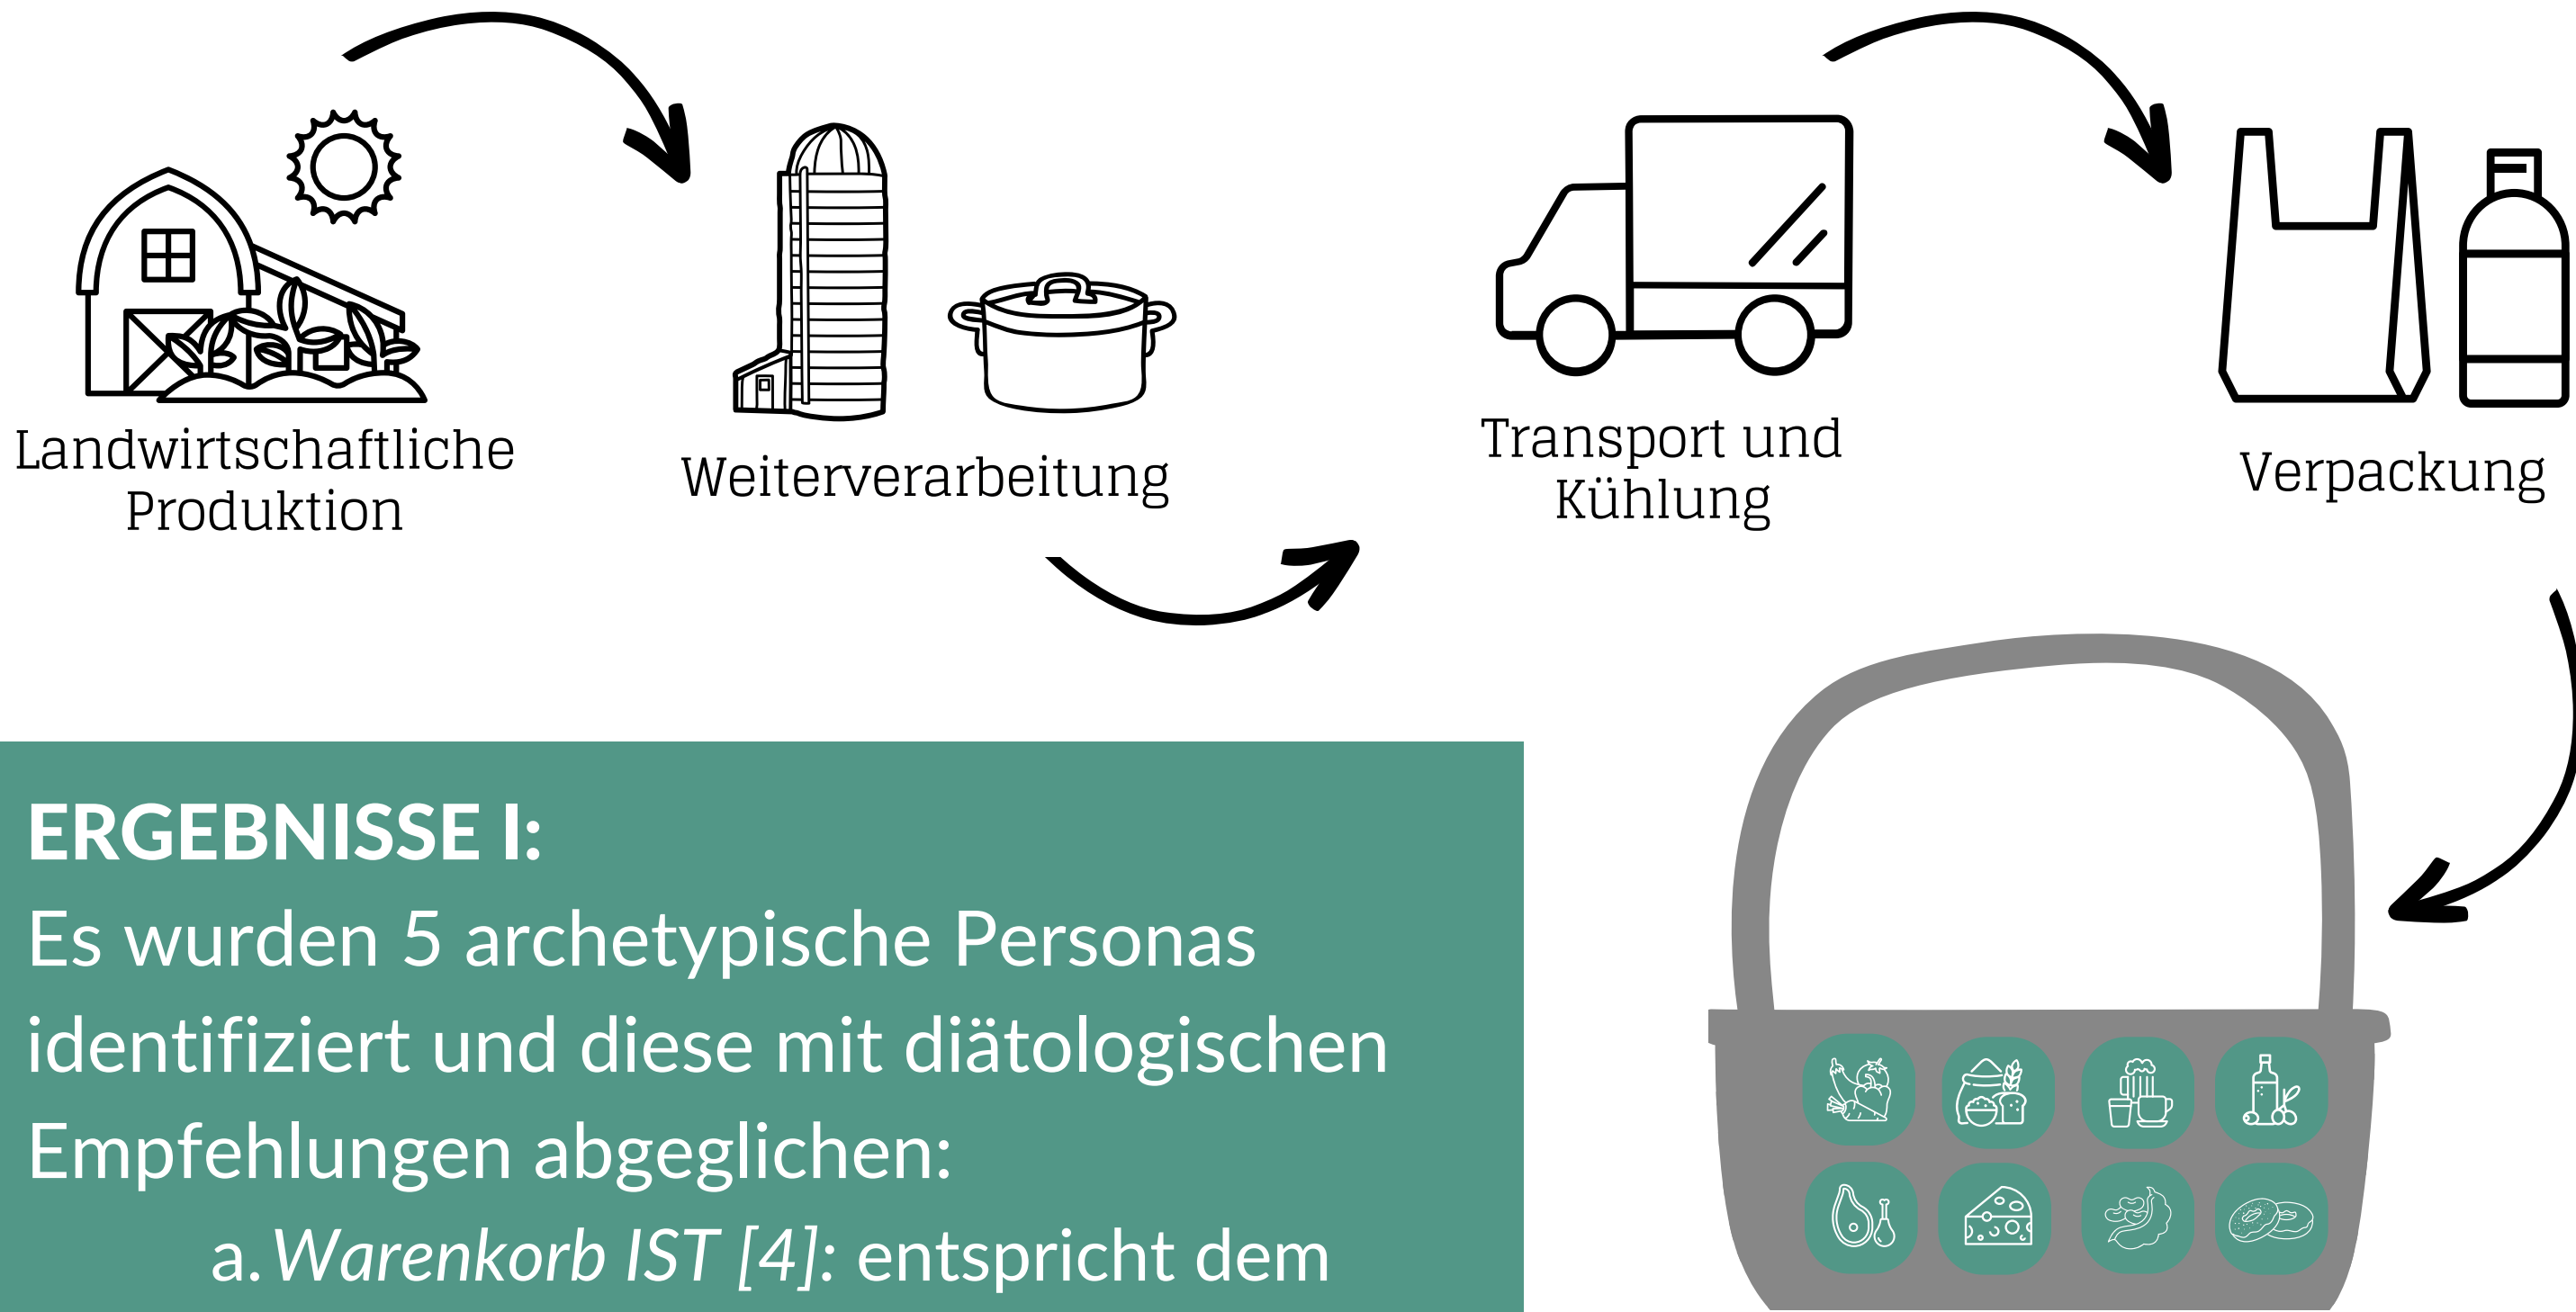 Landwirtschaftliche
Produktion
Weiterverarbeitung
Transport und
Kühlung
Verpackung
ERGEBNISSE I:
Es wurden 5 archetypische Personas
identifiziert und diese mit diätologischen
Empfehlungen abgeglichen:
a. Warenkorb IST [4]: entspricht dem